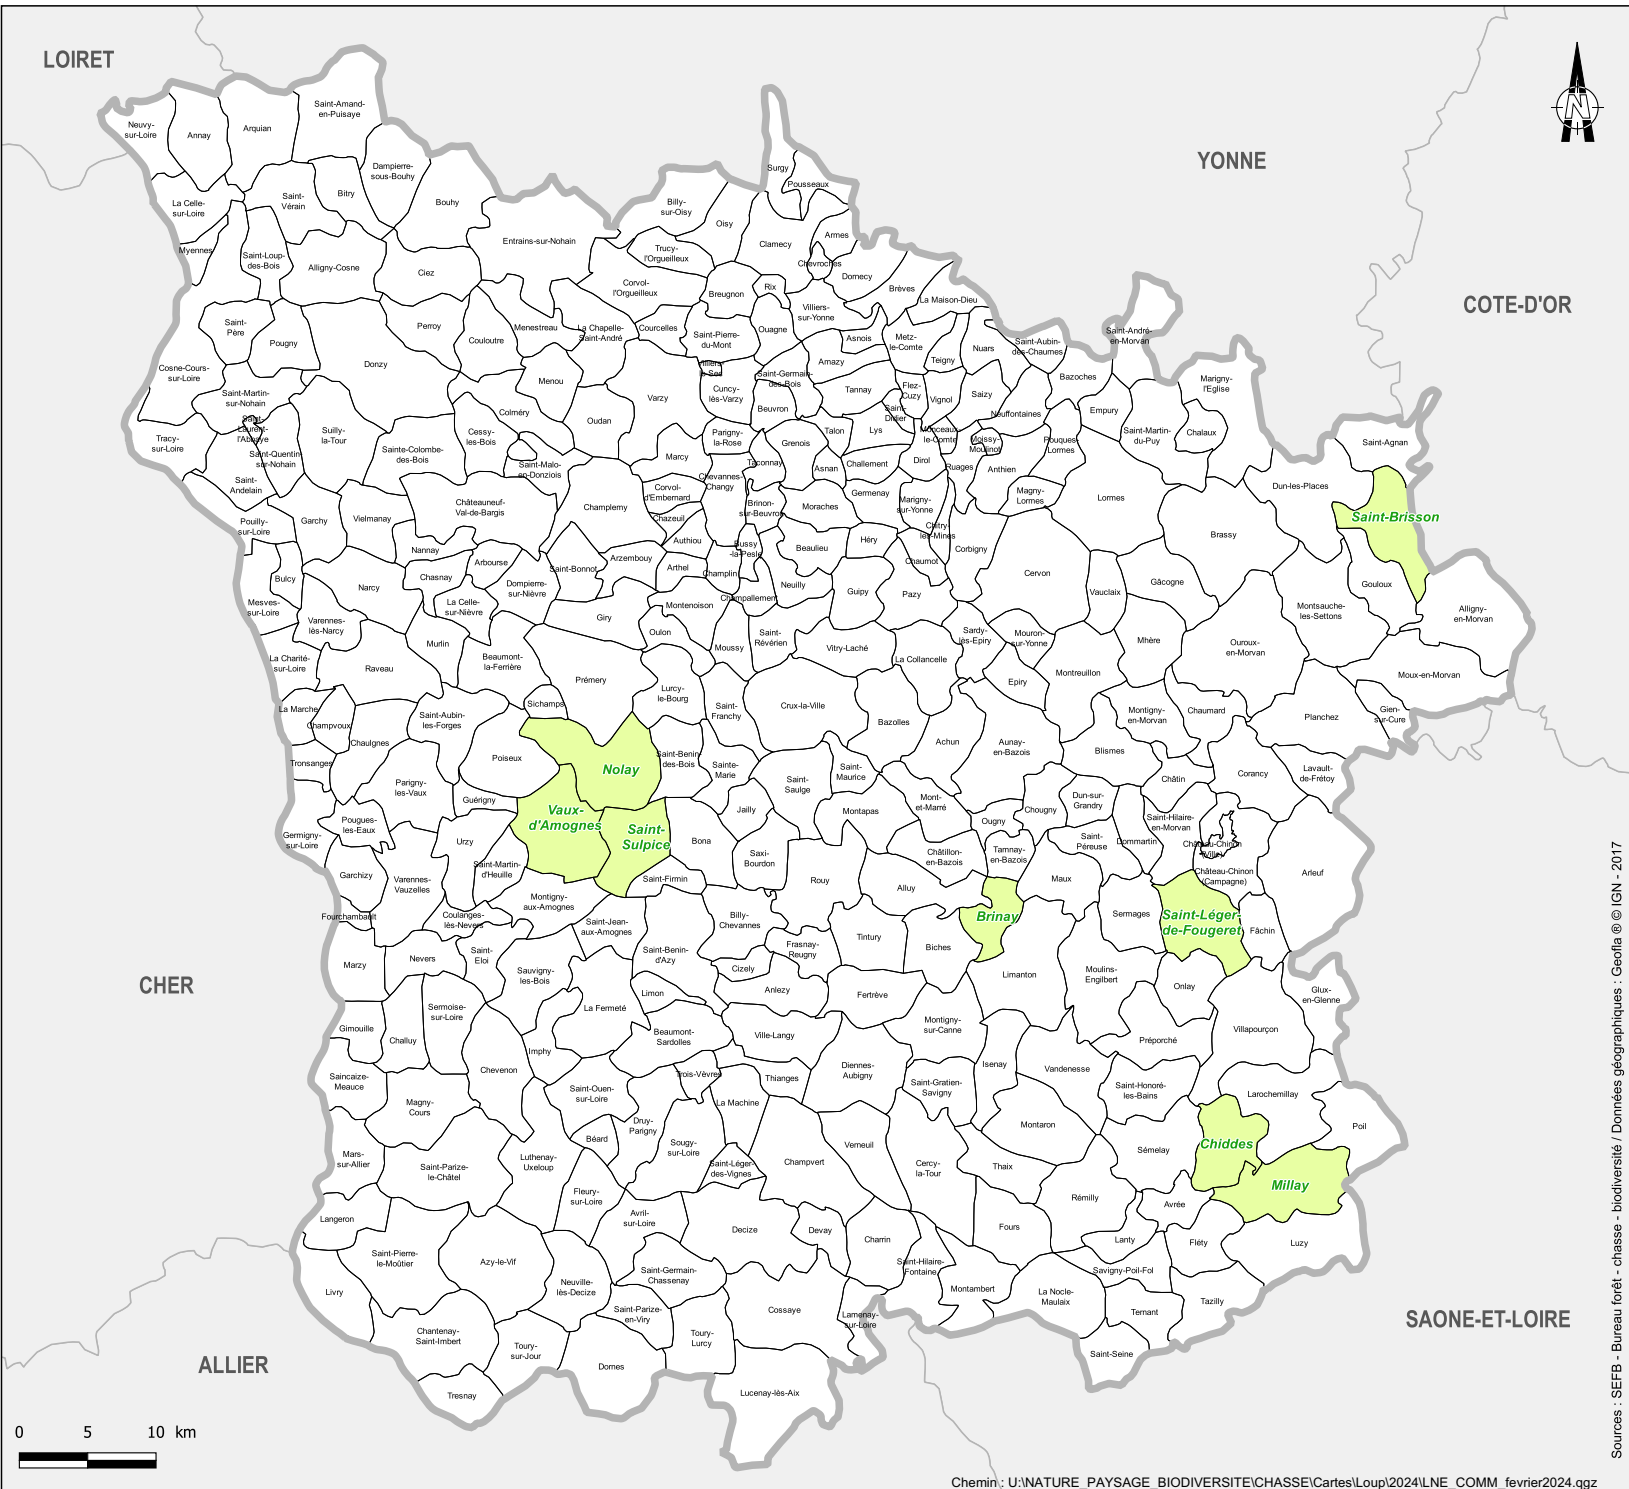 LOIRET
YONNE
COTE-D'OR
CHER
ALLIER
SAONE-ET-LOIRE
N
Neuvy-
sur-Loire
Annay
Arquian
Saint-Amand-
en-Puisaye
Dampierre-
sous-Bouhy
Bouhy
Saint-
Vérain
Bitry
La Celle-
sur-Loire
Myennes
Saint-Loup-
des-Bois
Alligny-Cosne
Ciez
Entrains-sur-Nohain
Billy-
sur-Oisy
Oisy
Surgy
Pousseaux
Clamecy
Armes
Chevroches
Dornecy
Brèves
La Maison-Dieu
Trucy-
l'Orgueilleux
Corvol-
l'Orgueilleux
Breugnon
Rix
Villiers-
sur-Yonne
Saint-
Père
Pougny
Perroy
Couloutre
Menestreau
La Chapelle-
Saint-André
Courcelles
Saint-Pierre-
du-Mont
Ouagne
Asnois
Metz-
le-Comte
Teigny
Nuars
Saint-Aubin-
des-Chaumes
Saint-André-
en-Morvan
Cosne-Cours-
sur-Loire
Donzy
Menou
Villiers-
le-Sec
Saint-Germain-
des-Bois
Amazy
Bazoches
Marigny-
l'Eglise
Saint-Martin-
sur-Nohain
Varzy
Cuncy-
lès-Varzy
Beuvron
Tannay
Flez-
Cuzy
Vignol
Saizy
Neuffontaines
Empury
Saint-Martin-
du-Puy
Chalaux
Saint-
Laurent-
l'Abbaye
Suilly-
la-Tour
Colméry
Cessy-
les-Bois
Oudan
Saint-
Didier
Talon
Lys
Monceaux-
le-Comte
Moissy-
Moulinot
Pouques-
Lormes
Tracy-
sur-Loire
Saint-Quentin-
sur-Nohain
Sainte-Colombe-
des-Bois
Saint-Malo-
en-Donziois
Marcy
Parigny-
la-Rose
Grenois
Taconnay
Asnan
Challement
Dirol
Ruages
Anthien
Saint-Agnan
Saint-
Andelain
Châteauneuf-
Val-de-Bargis
Champlemy
Corvol-
d'Embernard
Chevannes-
Changy
Brinon-
sur-Beuvron
Moraches
Germenay
Marigny-
sur-Yonne
Magny-
Lormes
Lormes
Dun-les-Places
Saint-Brisson
Pouilly-
sur-Loire
Garchy
Vielmanay
Chazeuil
Authiou
Bussy
-la-Pesle
Beaulieu
Héry
Chitry-
les-Mines
Corbigny
Brassy
Nannay
Arbourse
Saint-Bonnot
Arzembouy
Arthel
Champlin
Neuilly
Chaumot
Cervon
Gâcogne
Gouloux
Bulcy
Narcy
Chasnay
Dompierre-
sur-Nièvre
Champallement
Guipy
Pazy
Vauclaix
Mesves-
sur-Loire
La Celle-
sur-Nièvre
Giry
Montenoison
Montsauche-
les-Settons
Alligny-
en-Morvan
Varennes-
lès-Narcy
Murlin
Oulon
Moussy
Saint-
Révérien
Vitry-Laché
Sardy-
lès-Epiry
Mouron-
sur-Yonne
Mhère
Ouroux-
en-Morvan
La Charité-
sur-Loire
Raveau
Beaumont-
la-Ferrière
Prémery
Lurcy-
le-Bourg
La Collancelle
Epiry
Montreuillon
Moux-en-Morvan
La Marche
Champvoux
Chaulgnes
Saint-Aubin-
les-Forges
Sichamps
Saint-
Franchy
Crux-la-Ville
Bazolles
Montigny-
en-Morvan
Chaumard
Planchez
Gien-
sur-Cure
Tronsanges
Parigny-
les-Vaux
Poiseux
Nolay
Saint-Benin-
des-Bois
Sainte-
Marie
Saint-
Saulge
Saint-
Maurice
Achun
Aunay-
en-Bazois
Blismes
Châtin
Corancy
Lavault-
de-Frétoy
Guérigny
Vaux-
d'Amognes
Saint-
Sulpice
Jailly
Montapas
Mont-
et-Marré
Chougny
Dun-sur-
Grandry
Saint-Hilaire-
en-Morvan
Germigny-
sur-Loire
Pougues-
les-Eaux
Urzy
Bona
Saxi-
Bourdon
Ougny
Tamnay-
en-Bazois
Saint-
Péreuse
Dommartin
Château-Chinon
(Ville)
Château-Chinon
(Campagne)
Arleuf
Garchizy
Varennes-
Vauzelles
Saint-Martin-
d'Heuille
Saint-Firmin
Rouy
Châtillon-
en-Bazois
Alluy
Brinay
Maux
Sermages
Saint-Léger-
de-Fougeret
Fâchin
Fourchambault
Coulanges-
lès-Nevers
Montigny-
aux-Amognes
Saint-Jean-
aux-Amognes
Billy-
Chevannes
Tintury
Biches
Marzy
Nevers
Saint-
Eloi
Sauvigny-
les-Bois
Saint-Benin-
d'Azy
Cizely
Frasnay-
Reugny
Anlezy
Fertrève
Limanton
Moulins-
Engilbert
Onlay
Glux-
en-Glenne
Gimouille
Challuy
Sermoise-
sur-Loire
La Fermeté
Limon
Beaumont-
Sardolles
Ville-Langy
Montigny-
sur-Canne
Préporché
Villapourçon
Saincaize-
Meauce
Chevenon
Imphy
Saint-Ouen-
sur-Loire
Trois-Vèvres
Thianges
Diennes-
Aubigny
Saint-Gratien-
Savigny
Isenay
Vandenesse
Saint-Honoré-
les-Bains
Larochemillay
Magny-
Cours
Béard
Druy-
Parigny
La Machine
Montaron
Poil
Mars-
sur-Allier
Saint-Parize-
le-Châtel
Luthenay-
Uxeloup
Sougy-
sur-Loire
Saint-Léger-
des-Vignes
Champvert
Verneuil
Cercy-
la-Tour
Thaix
Sémelay
Chiddes
Millay
Langeron
Fleury-
sur-Loire
Avril-
sur-Loire
Decize
Devay
Charrin
Fours
Rémilly
Avrée
Saint-Pierre-
le-Moûtier
Azy-le-Vif
Neuville-
lès-Decize
Saint-Germain-
Chassenay
Saint-Hilaire-
Fontaine
Lanty
Fléty
Luzy
Livry
Savigny-Poil-Fol
Montambert
La Nocle-
Maulaix
Ternant
Tazilly
Chantenay-
Saint-Imbert
Toury-
sur-Jour
Saint-Parize-
en-Viry
Toury-
Lurcy
Cossaye
Lamenay-
sur-Loire
Saint-Seine
Tresnay
Dornes
Lucenay-lès-Aix
0 5 10 km
Sources : SEFB - Bureau forêt - chasse - biodiversité / Données géographiques : Geofla ® © IGN - 2017
Chemin : U:\NATURE_PAYSAGE_BIODIVERSITE\CHASSE\Cartes\Loup\2024\LNE_COMM_fevrier2024.qgz